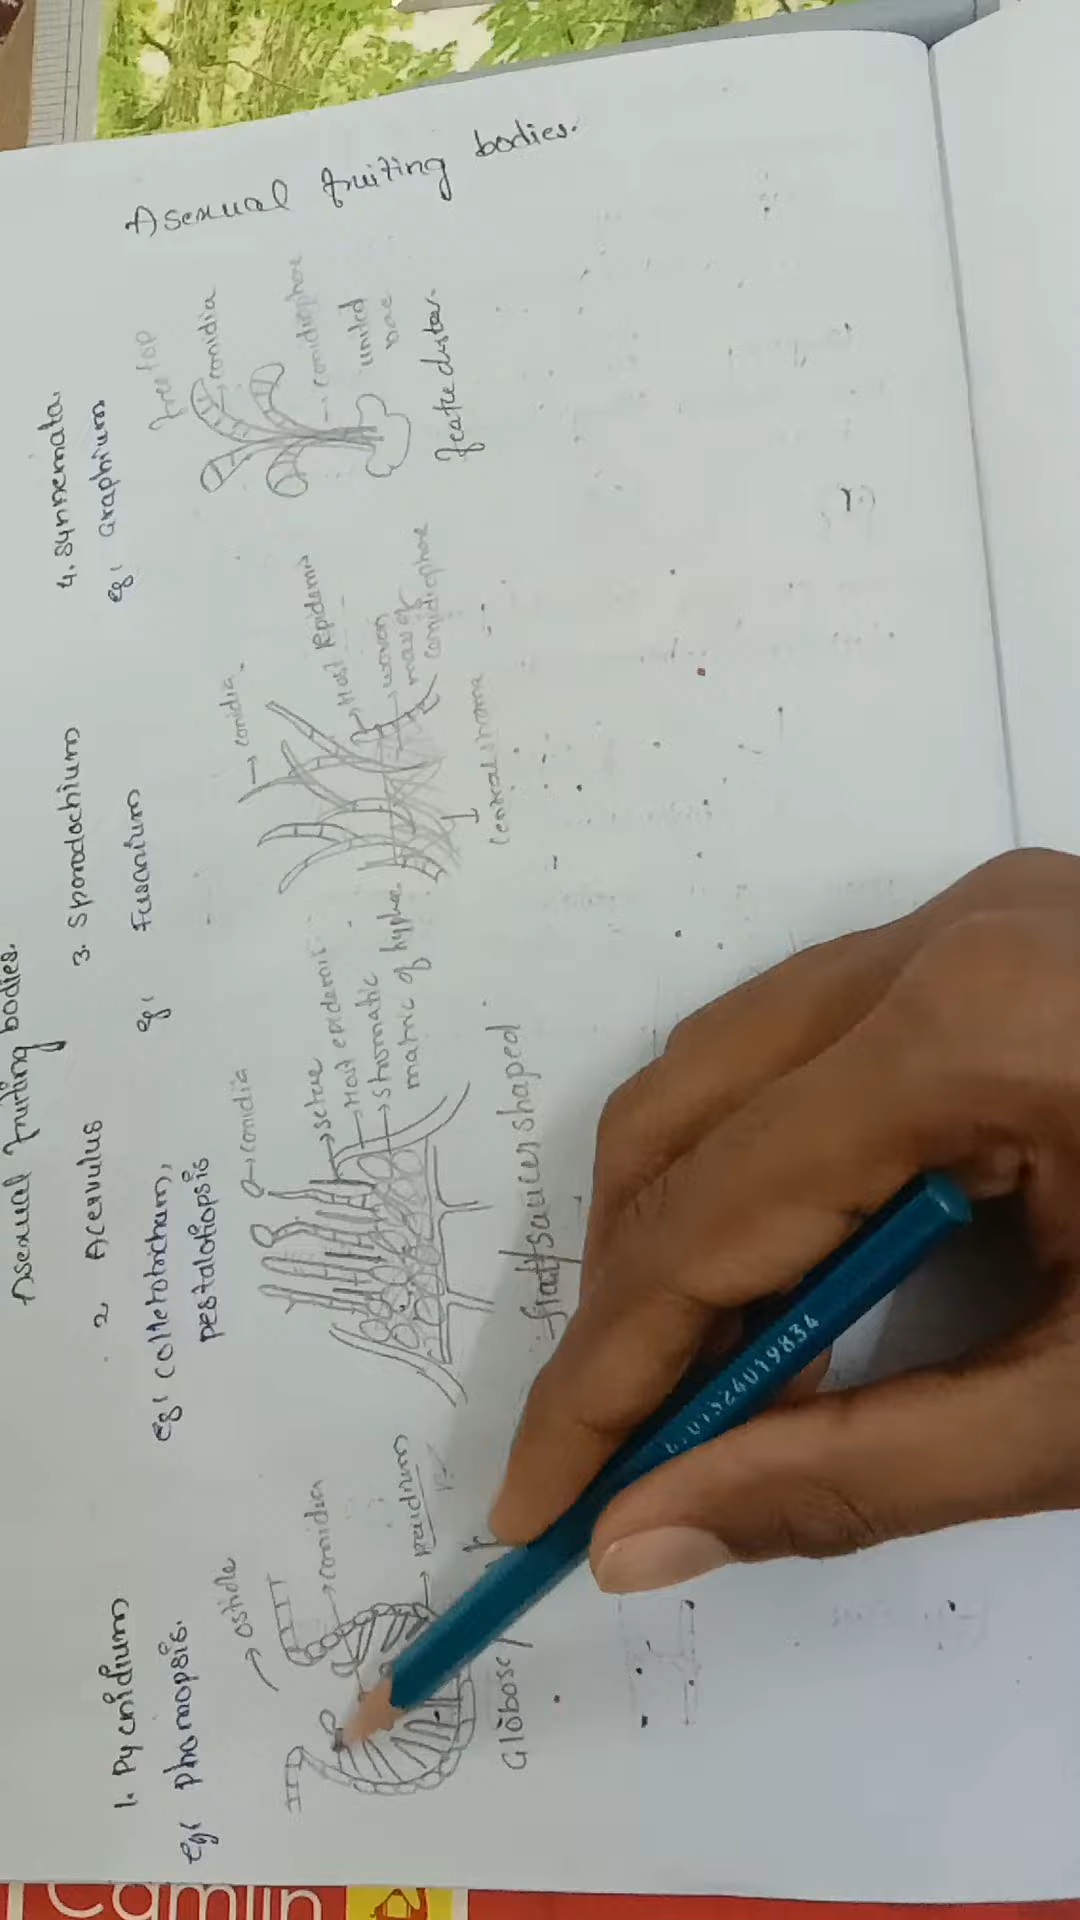 Asexual fruiting bodies.
1. Pycnidium
eg: phomopsis.
→ ostiole
→ conidia
→ peridium
Globose
2 Acervulus
eg: colletotrichum,
pestalotiopsis
→ conidia
→ setae
→ Host epidermis
→ stromatic
matric of hyphae
flat/saucer shaped
3. Sporodochium
eg: Fusarium
→ conidia
→ Host Epidermis
→ woven
mass of
conidiophore
Central stroma
4. synnemata.
eg: Graphium
free top
conidia
conidiophore
united
base
feather duster.
Asexual fruiting bodies.
Camlin